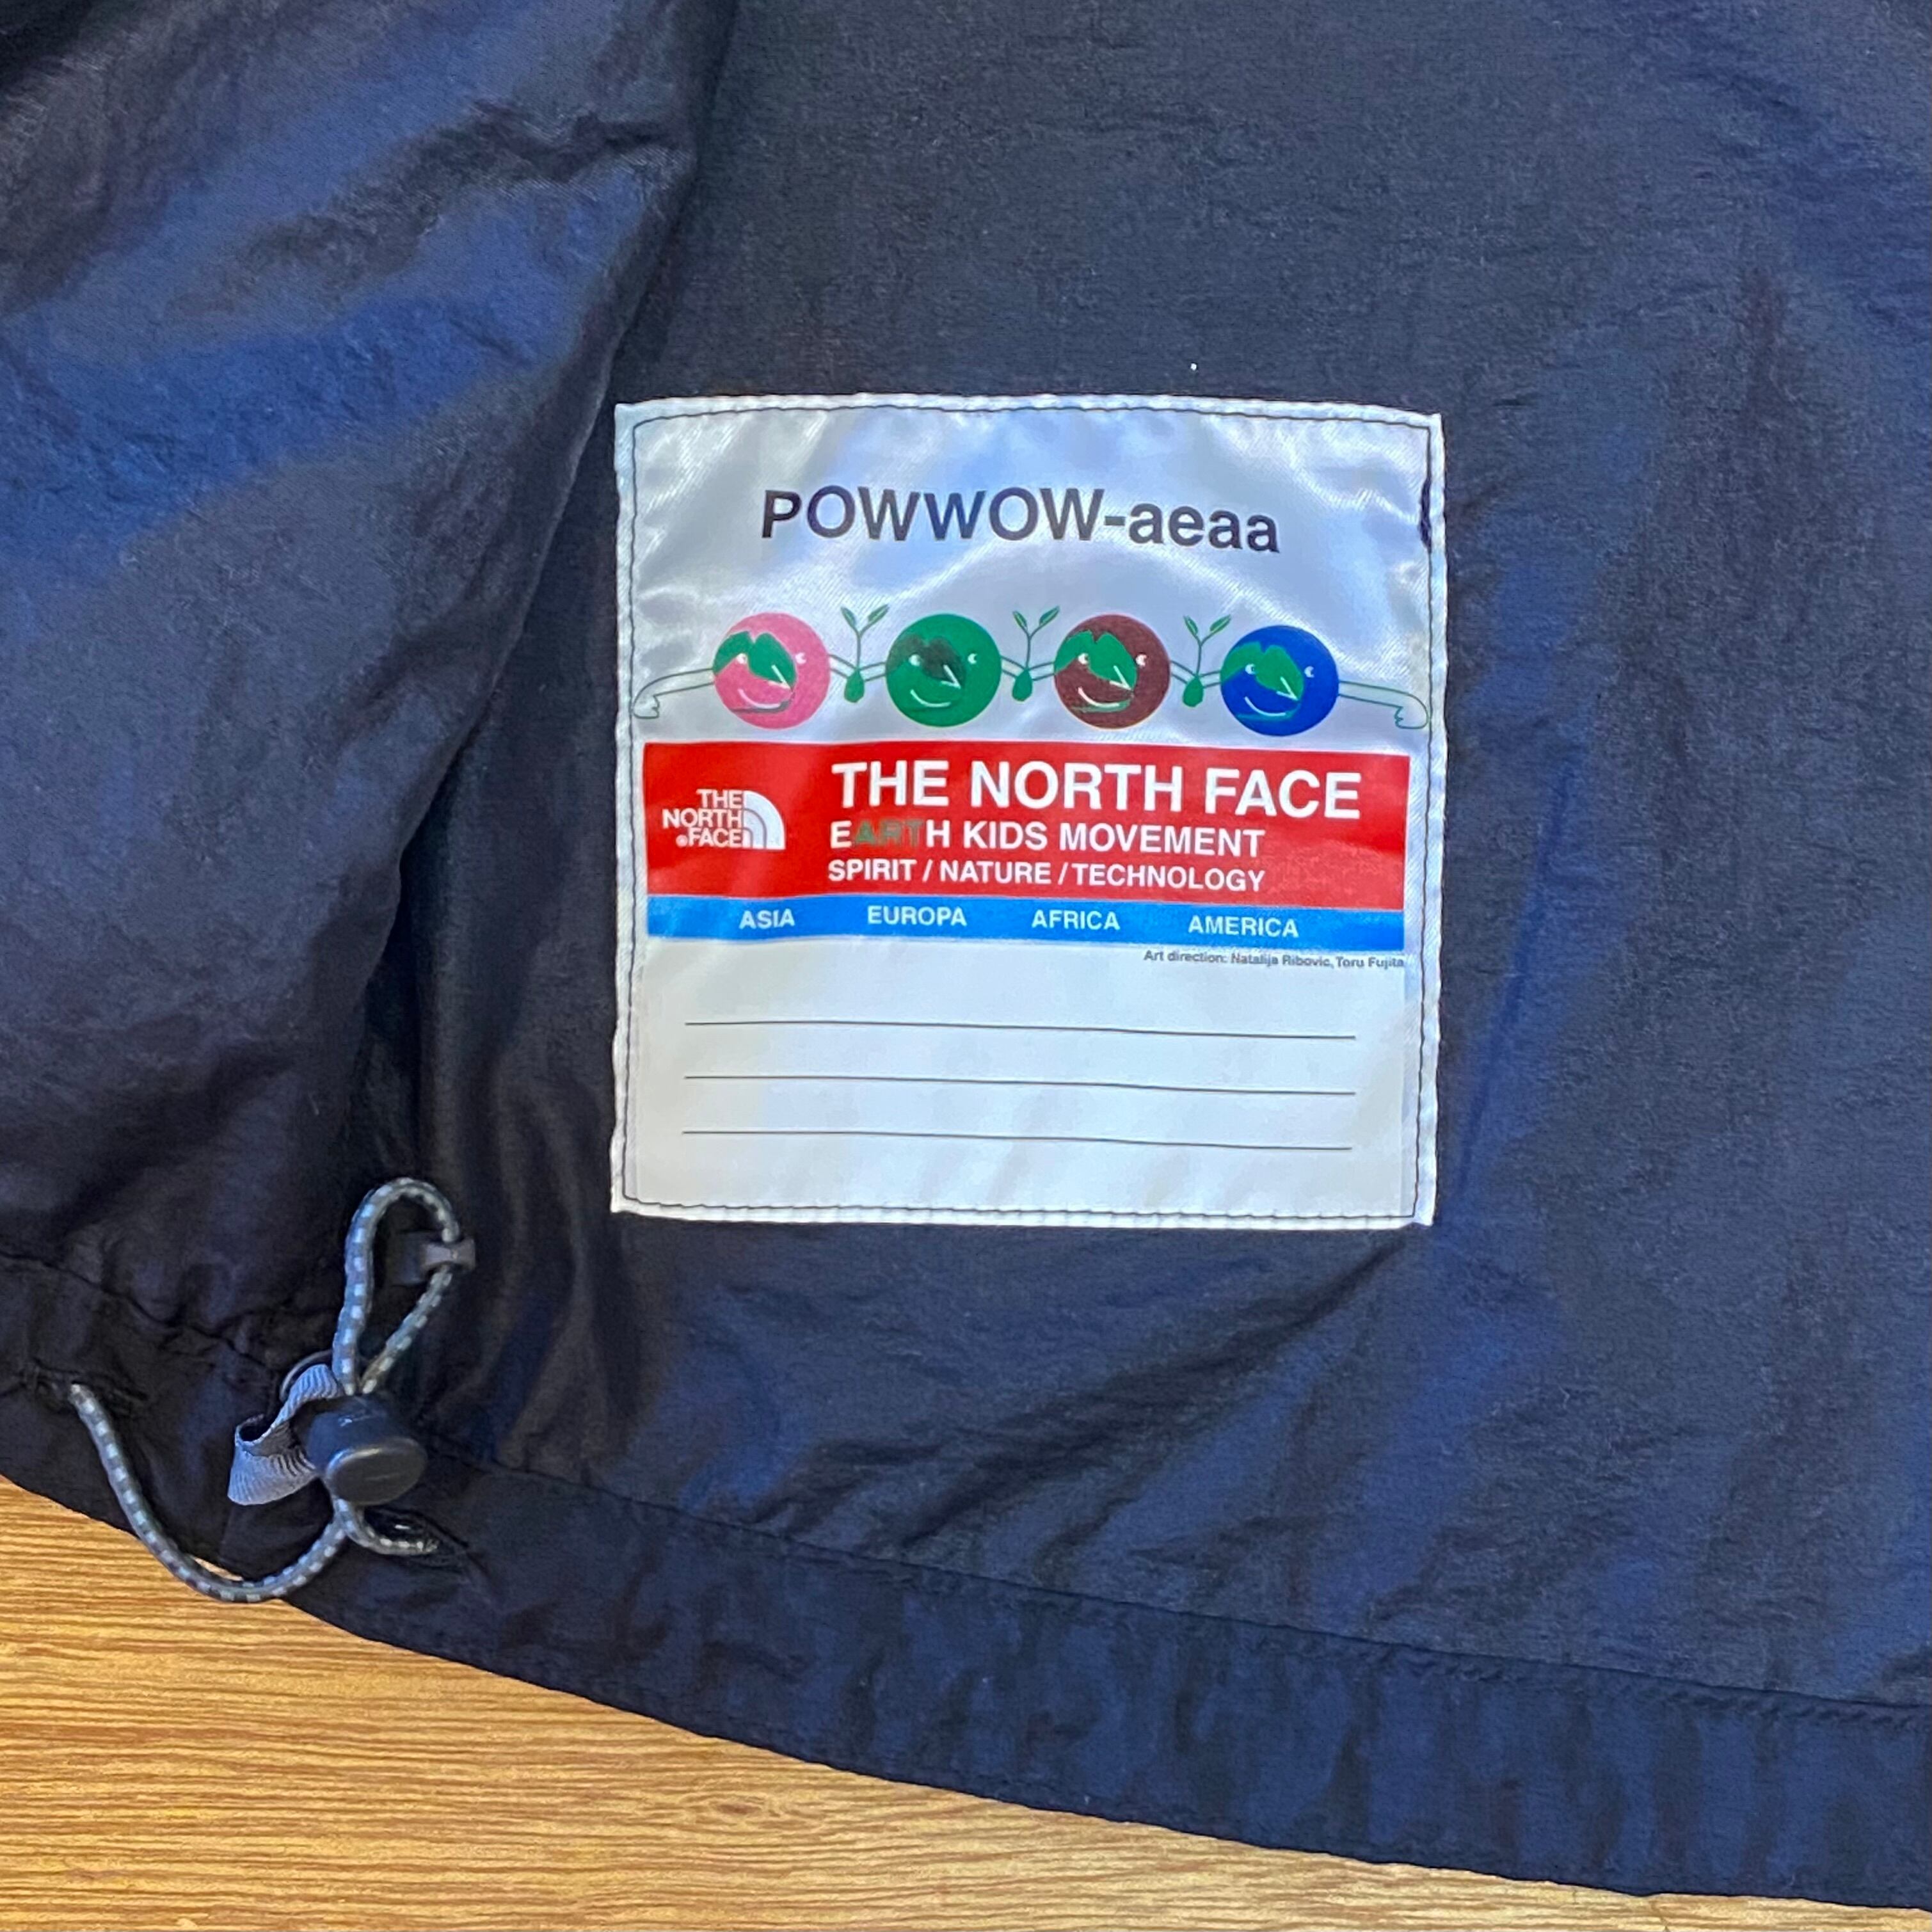 POWWOW-aeaa
THE
NORTH
FACE
THE NORTH FACE
EARTH KIDS MOVEMENT
SPIRIT / NATURE / TECHNOLOGY
ASIA EUROPA AFRICA AMERICA
Art direction: Natalija Ribovic, Toru Fujita